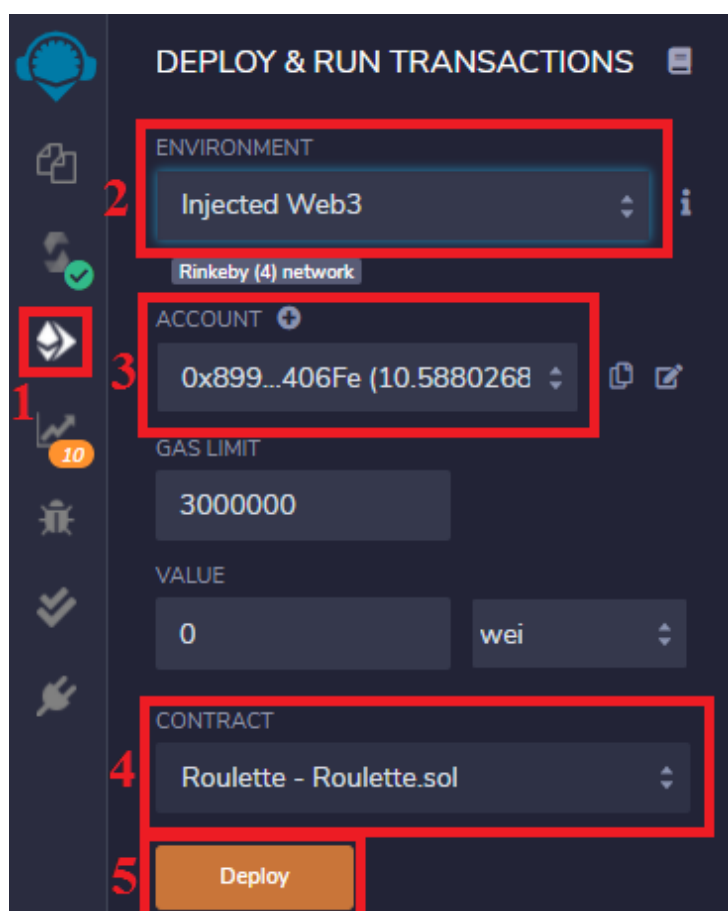 DEPLOY & RUN TRANSACTIONS
ENVIRONMENT
2
Injected Web3
i
Rinkeby (4) network
ACCOUNT
1
3
0x899...406Fe (10.5880268
10
GAS LIMIT
3000000
VALUE
0
wei
CONTRACT
4
Roulette - Roulette.sol
5
Deploy